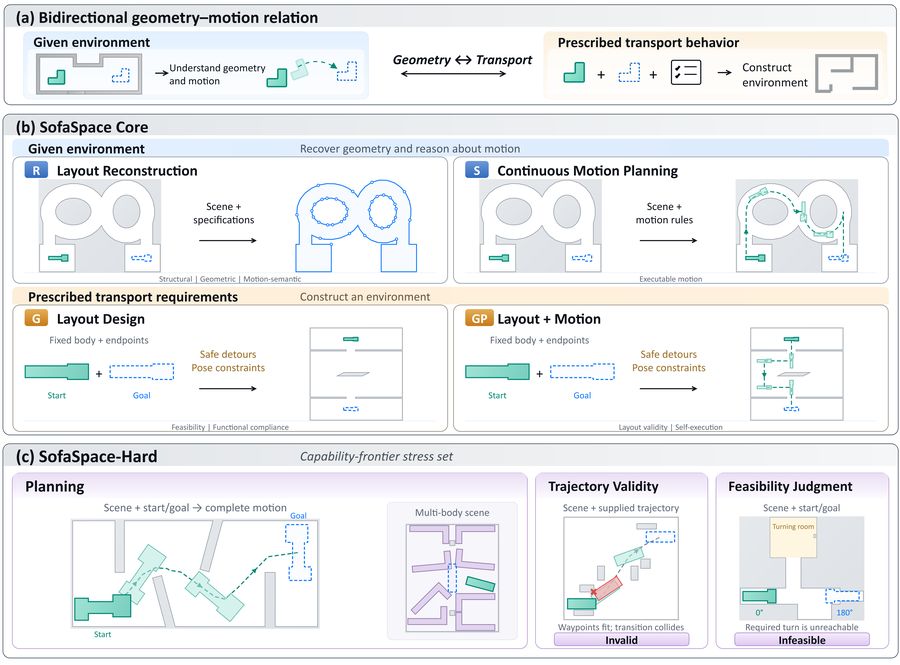 (a) Bidirectional geometry–motion relation
Given environment
Understand geometry
and motion
Geometry ↔ Transport
Prescribed transport behavior
+
+
Construct
environment
(b) SofaSpace Core
Given environment
Recover geometry and reason about motion
R
Layout Reconstruction
Scene +
specifications
Structural | Geometric | Motion-semantic
S
Continuous Motion Planning
Scene +
motion rules
Executable motion
Prescribed transport requirements
Construct an environment
G
Layout Design
Fixed body + endpoints
+
Start
Goal
Safe detours
Pose constraints
Feasibility | Functional compliance
GP
Layout + Motion
Fixed body + endpoints
+
Start
Goal
Safe detours
Pose constraints
Layout validity | Self-execution
(c) SofaSpace-Hard
Capability-frontier stress set
Planning
Scene + start/goal → complete motion
Goal
Start
Multi-body scene
Trajectory Validity
Scene + supplied trajectory
Waypoints fit; transition collides
Invalid
Feasibility Judgment
Scene + start/goal
Turning room
0°
180°
Required turn is unreachable
Infeasible